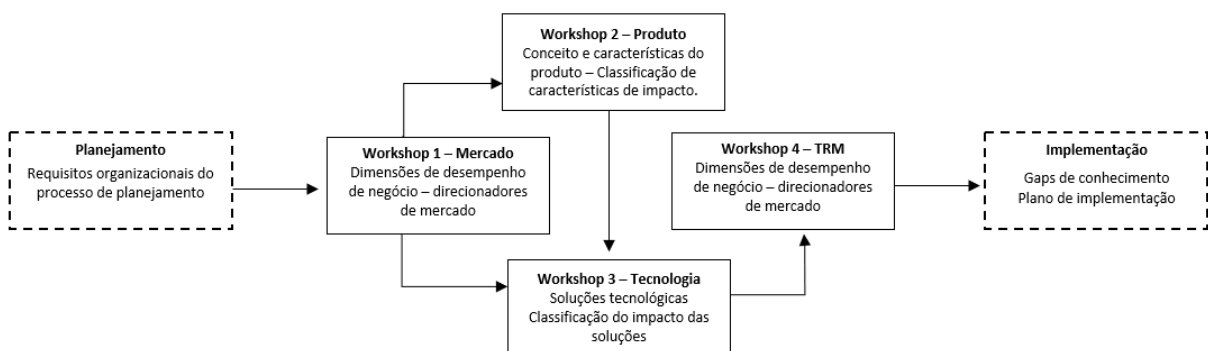 Planejamento
Requisitos organizacionais do
processo de planejamento
Workshop 1 – Mercado
Dimensões de desempenho
de negócio – direcionadores
de mercado
Workshop 2 – Produto
Conceito e características do
produto – Classificação de
características de impacto.
Workshop 3 – Tecnologia
Soluções tecnológicas
Classificação do impacto das
soluções
Workshop 4 – TRM
Dimensões de desempenho
de negócio – direcionadores
de mercado
Implementação
Gaps de conhecimento
Plano de implementação